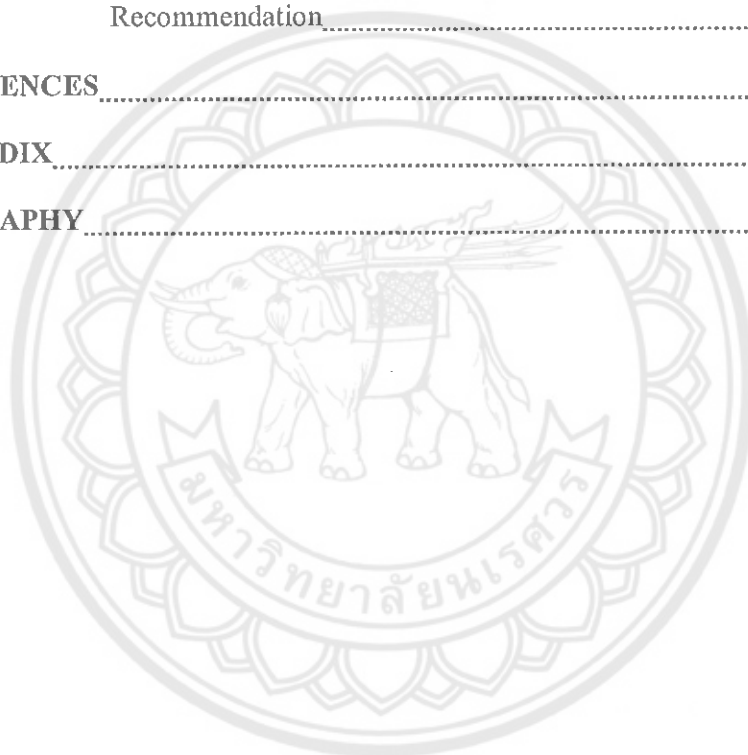 Recommendation
ENCES
DIX
APHY
มหาวิทยาลัยนเรศวร